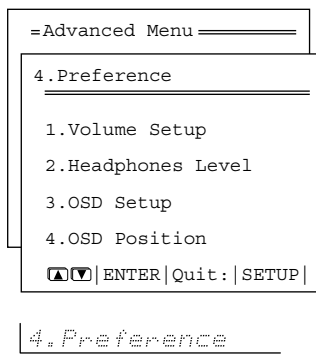 Advanced Menu
4.Preference
1.Volume Setup
2.Headphones Level
3.OSD Setup
4.OSD Position
▲▼|ENTER|Quit:|SETUP|
4.Preference